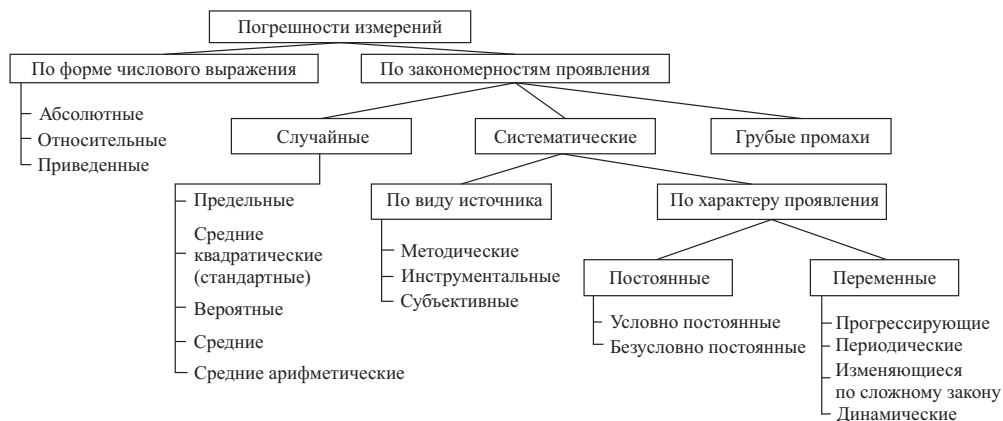 Погрешности измерений
По форме числового выражения
По закономерностям проявления
Абсолютные
Относительные
Приведенные
Случайные
Систематические
Грубые промахи
Предельные
Средние
квадратические
(стандартные)
Вероятные
Средние
Средние арифметические
По виду источника
По характеру проявления
Методические
Инструментальные
Субъективные
Постоянные
Переменные
Условно постоянные
Безусловно постоянные
Прогрессирующие
Периодические
Изменяющиеся
по сложному закону
Динамические